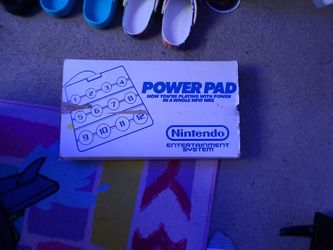 POWER PAD
NOW YOU'RE PLAYING WITH POWER
IN A WHOLE NEW WAY.
1 2 3 4
5 6 7 8
9 10 11 12
Nintendo
ENTERTAINMENT
SYSTEM